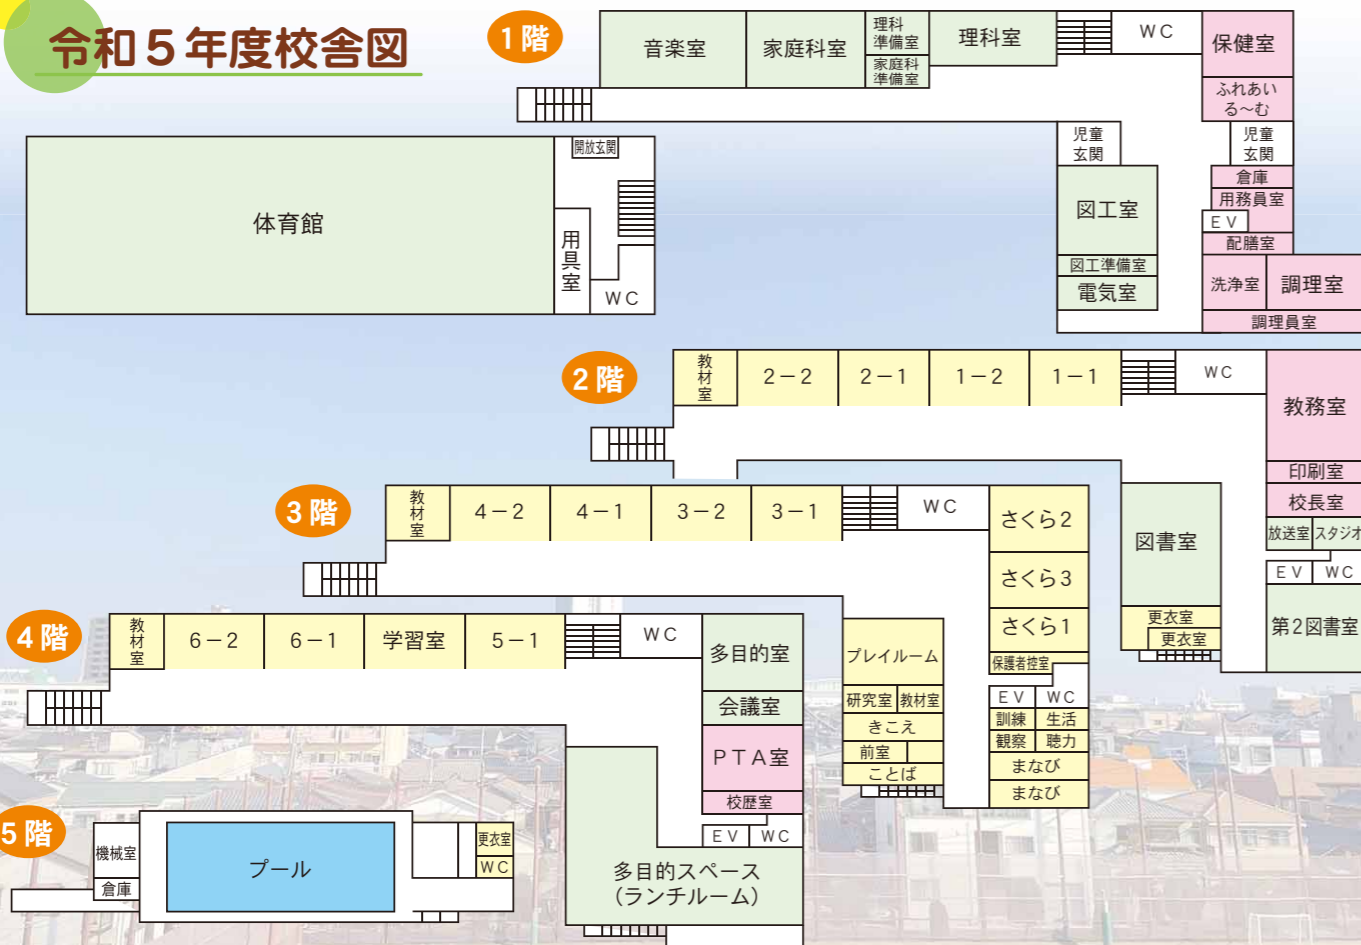 令和5年度校舎図
1階
音楽室
家庭科室
理科
準備室
家庭科
準備室
理科室
WC
保健室
ふれあい
る〜む
児童
玄関
児童
玄関
倉庫
用務員室
EV
配膳室
図工室
図工準備室
電気室
洗浄室
調理室
調理員室
体育館
開放玄関
用具室
WC
2階
教材室
2−2
2−1
1−2
1−1
WC
教務室
印刷室
校長室
放送室
スタジオ
EV
WC
第2図書室
図書室
更衣室
更衣室
3階
教材室
4−2
4−1
3−2
3−1
WC
さくら2
さくら3
さくら1
保護者控室
EV
WC
訓練
生活
観察
聴力
まなび
まなび
プレイルーム
研究室
教材室
きこえ
前室
ことば
4階
教材室
6−2
6−1
学習室
5−1
WC
多目的室
会議室
PTA室
校歴室
EV
WC
多目的スペース
(ランチルーム)
5階
機械室
倉庫
プール
更衣室
WC